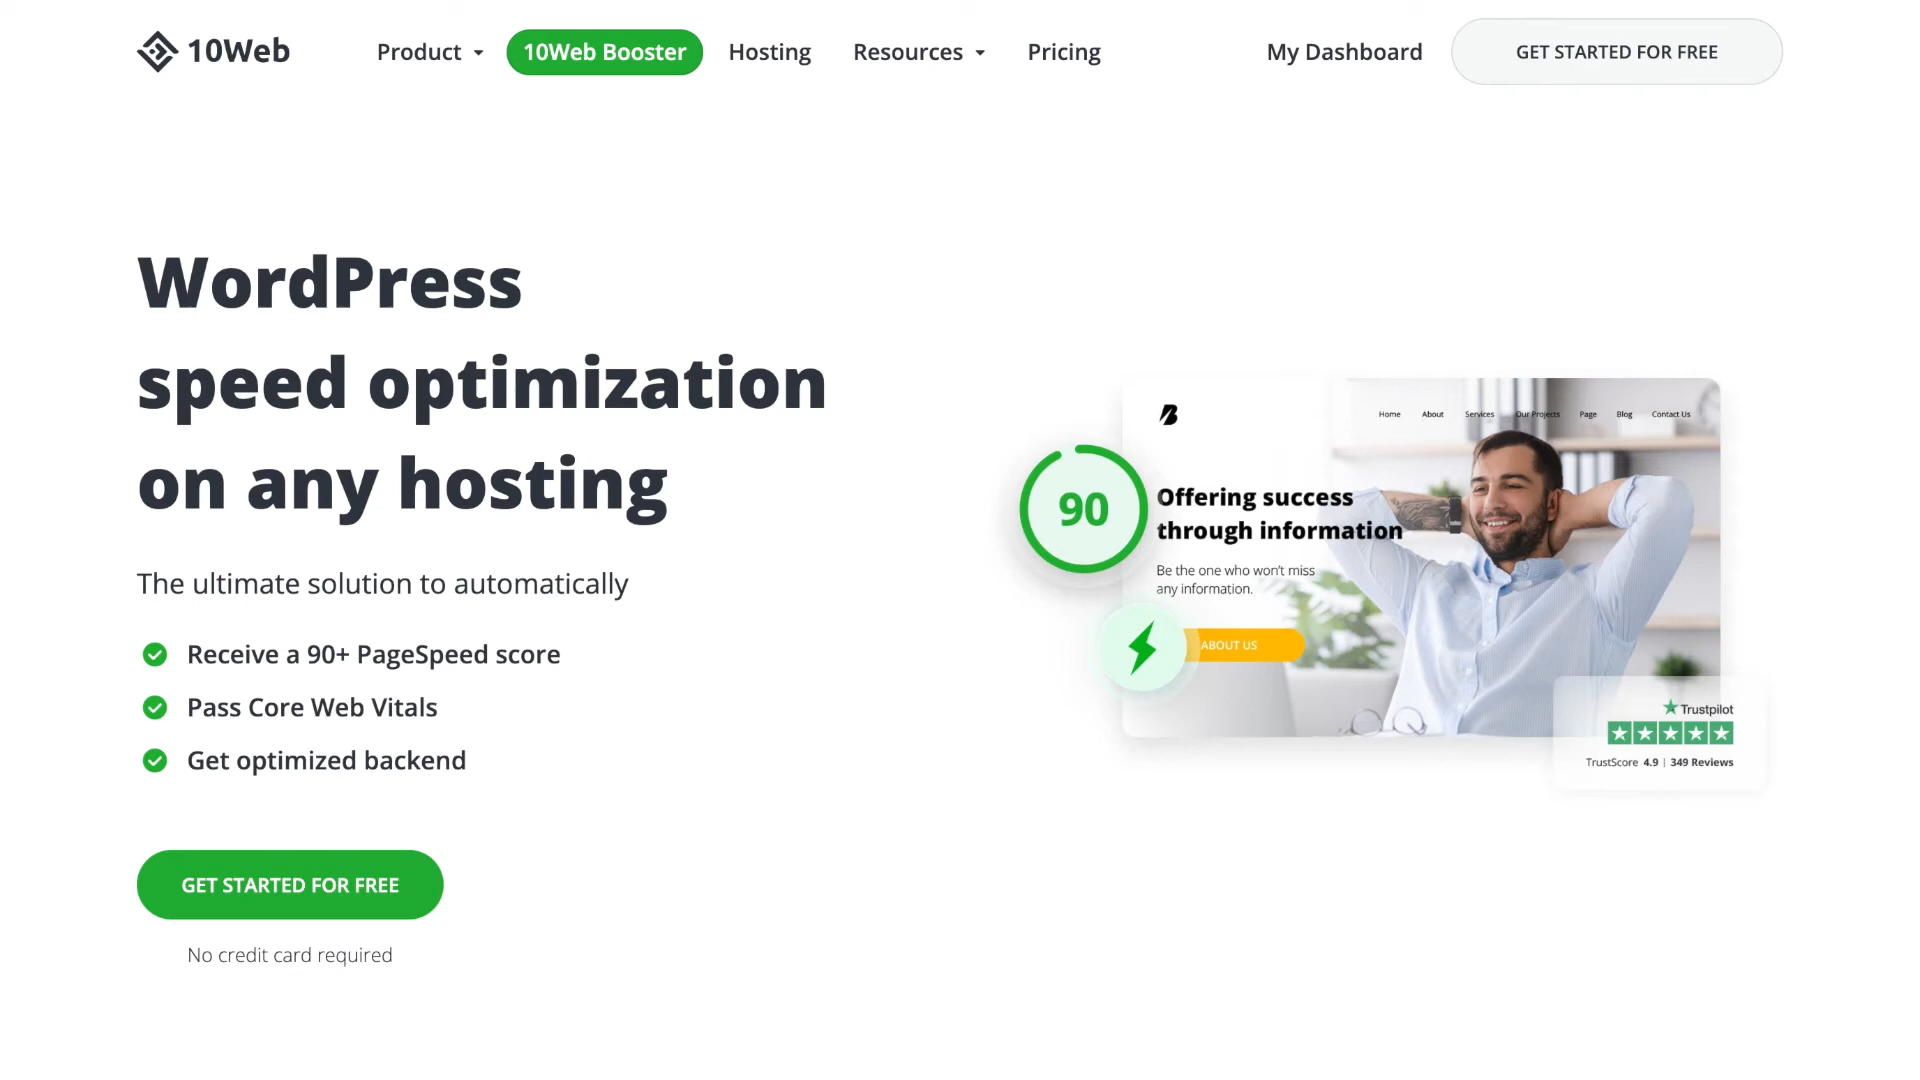 10Web
Product
10Web Booster
Hosting
Resources
Pricing
My Dashboard
GET STARTED FOR FREE
WordPress
speed optimization
on any hosting
The ultimate solution to automatically
Receive a 90+ PageSpeed score
Pass Core Web Vitals
Get optimized backend
GET STARTED FOR FREE
No credit card required
B
Home About Services Our Projects Page Blog Contact Us
90
Offering success
through information
Be the one who won't miss
any information.
ABOUT US
Trustpilot
TrustScore 4.9 | 349 Reviews